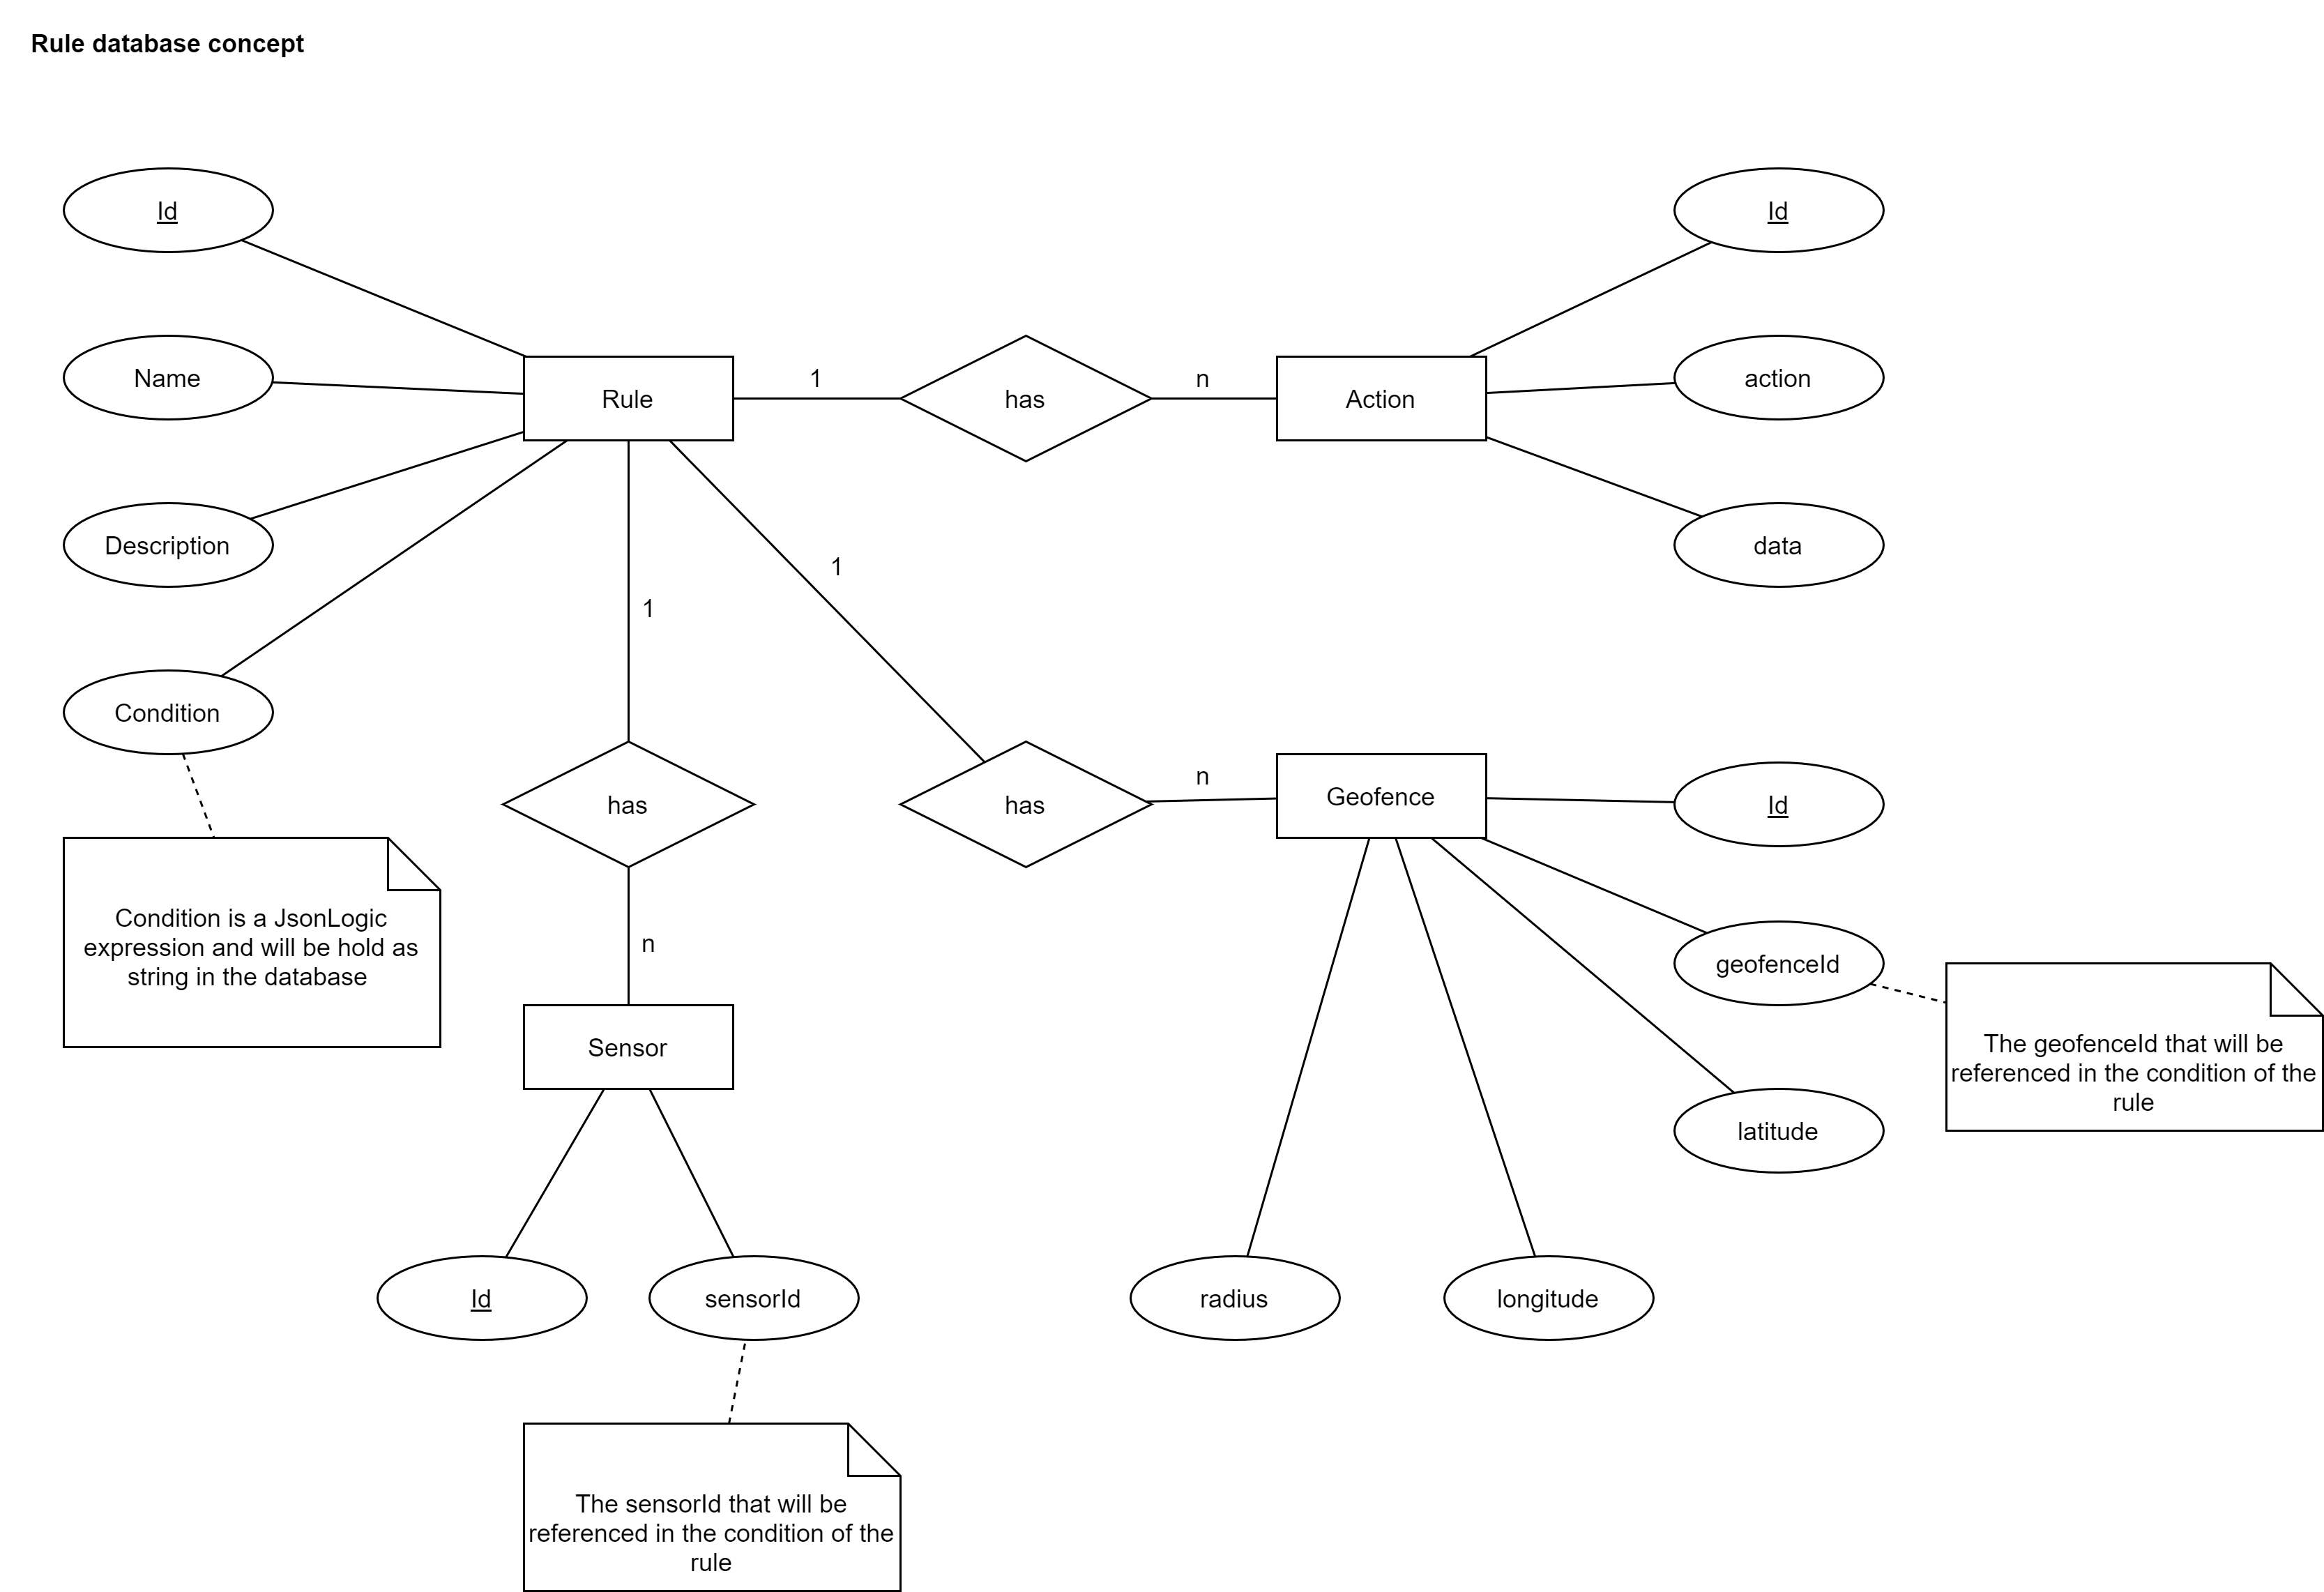 Rule database concept
Id
Id
Name
Rule
1
has
n
Action
action
Description
data
1
1
Condition
has
has
n
Geofence
Id
Condition is a JsonLogic
expression and will be hold as
string in the database
n
geofenceId
Sensor
The geofenceId that will be
referenced in the condition of the
rule
latitude
Id
sensorId
radius
longitude
The sensorId that will be
referenced in the condition of the
rule